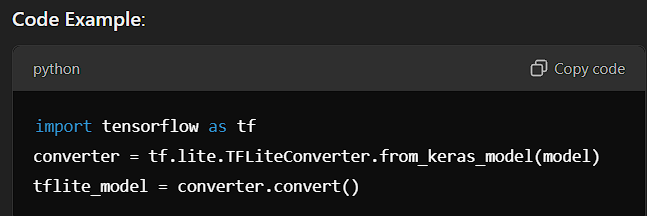 Code Example:
python Copy code
import tensorflow as tf
converter = tf.lite.TFLiteConverter.from_keras_model(model)
tflite_model = converter.convert()